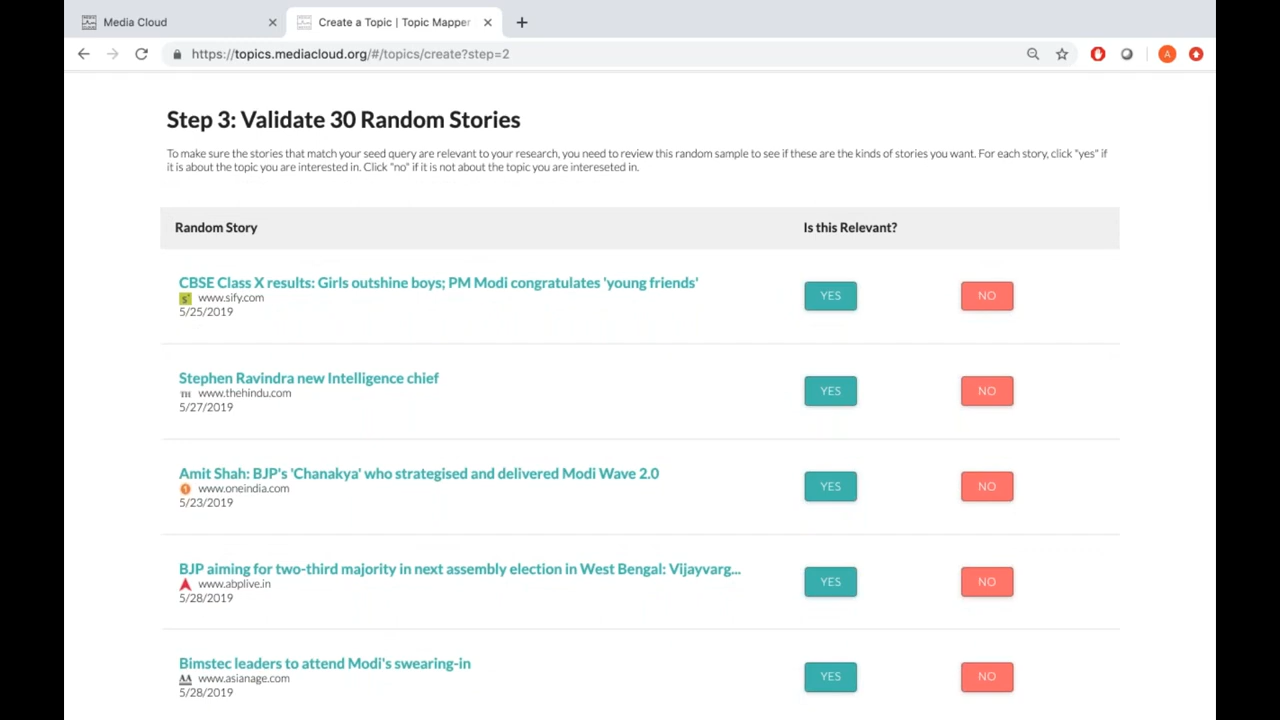 Media Cloud
Create a Topic | Topic Mapper
https://topics.mediacloud.org/#/topics/create?step=2
A
Step 3: Validate 30 Random Stories
To make sure the stories that match your seed query are relevant to your research, you need to review this random sample to see if these are the kinds of stories you want. For each story, click "yes" if
it is about the topic you are interested in. Click "no" if it is not about the topic you are intereseted in.
Random Story Is this Relevant?
CBSE Class X results: Girls outshine boys; PM Modi congratulates 'young friends'
www.sify.com
5/25/2019
YES NO
Stephen Ravindra new Intelligence chief
TH www.thehindu.com
5/27/2019
YES NO
Amit Shah: BJP's 'Chanakya' who strategised and delivered Modi Wave 2.0
www.oneindia.com
5/23/2019
YES NO
BJP aiming for two-third majority in next assembly election in West Bengal: Vijayvarg...
www.abplive.in
5/28/2019
YES NO
Bimstec leaders to attend Modi's swearing-in
www.asianage.com
5/28/2019
YES NO